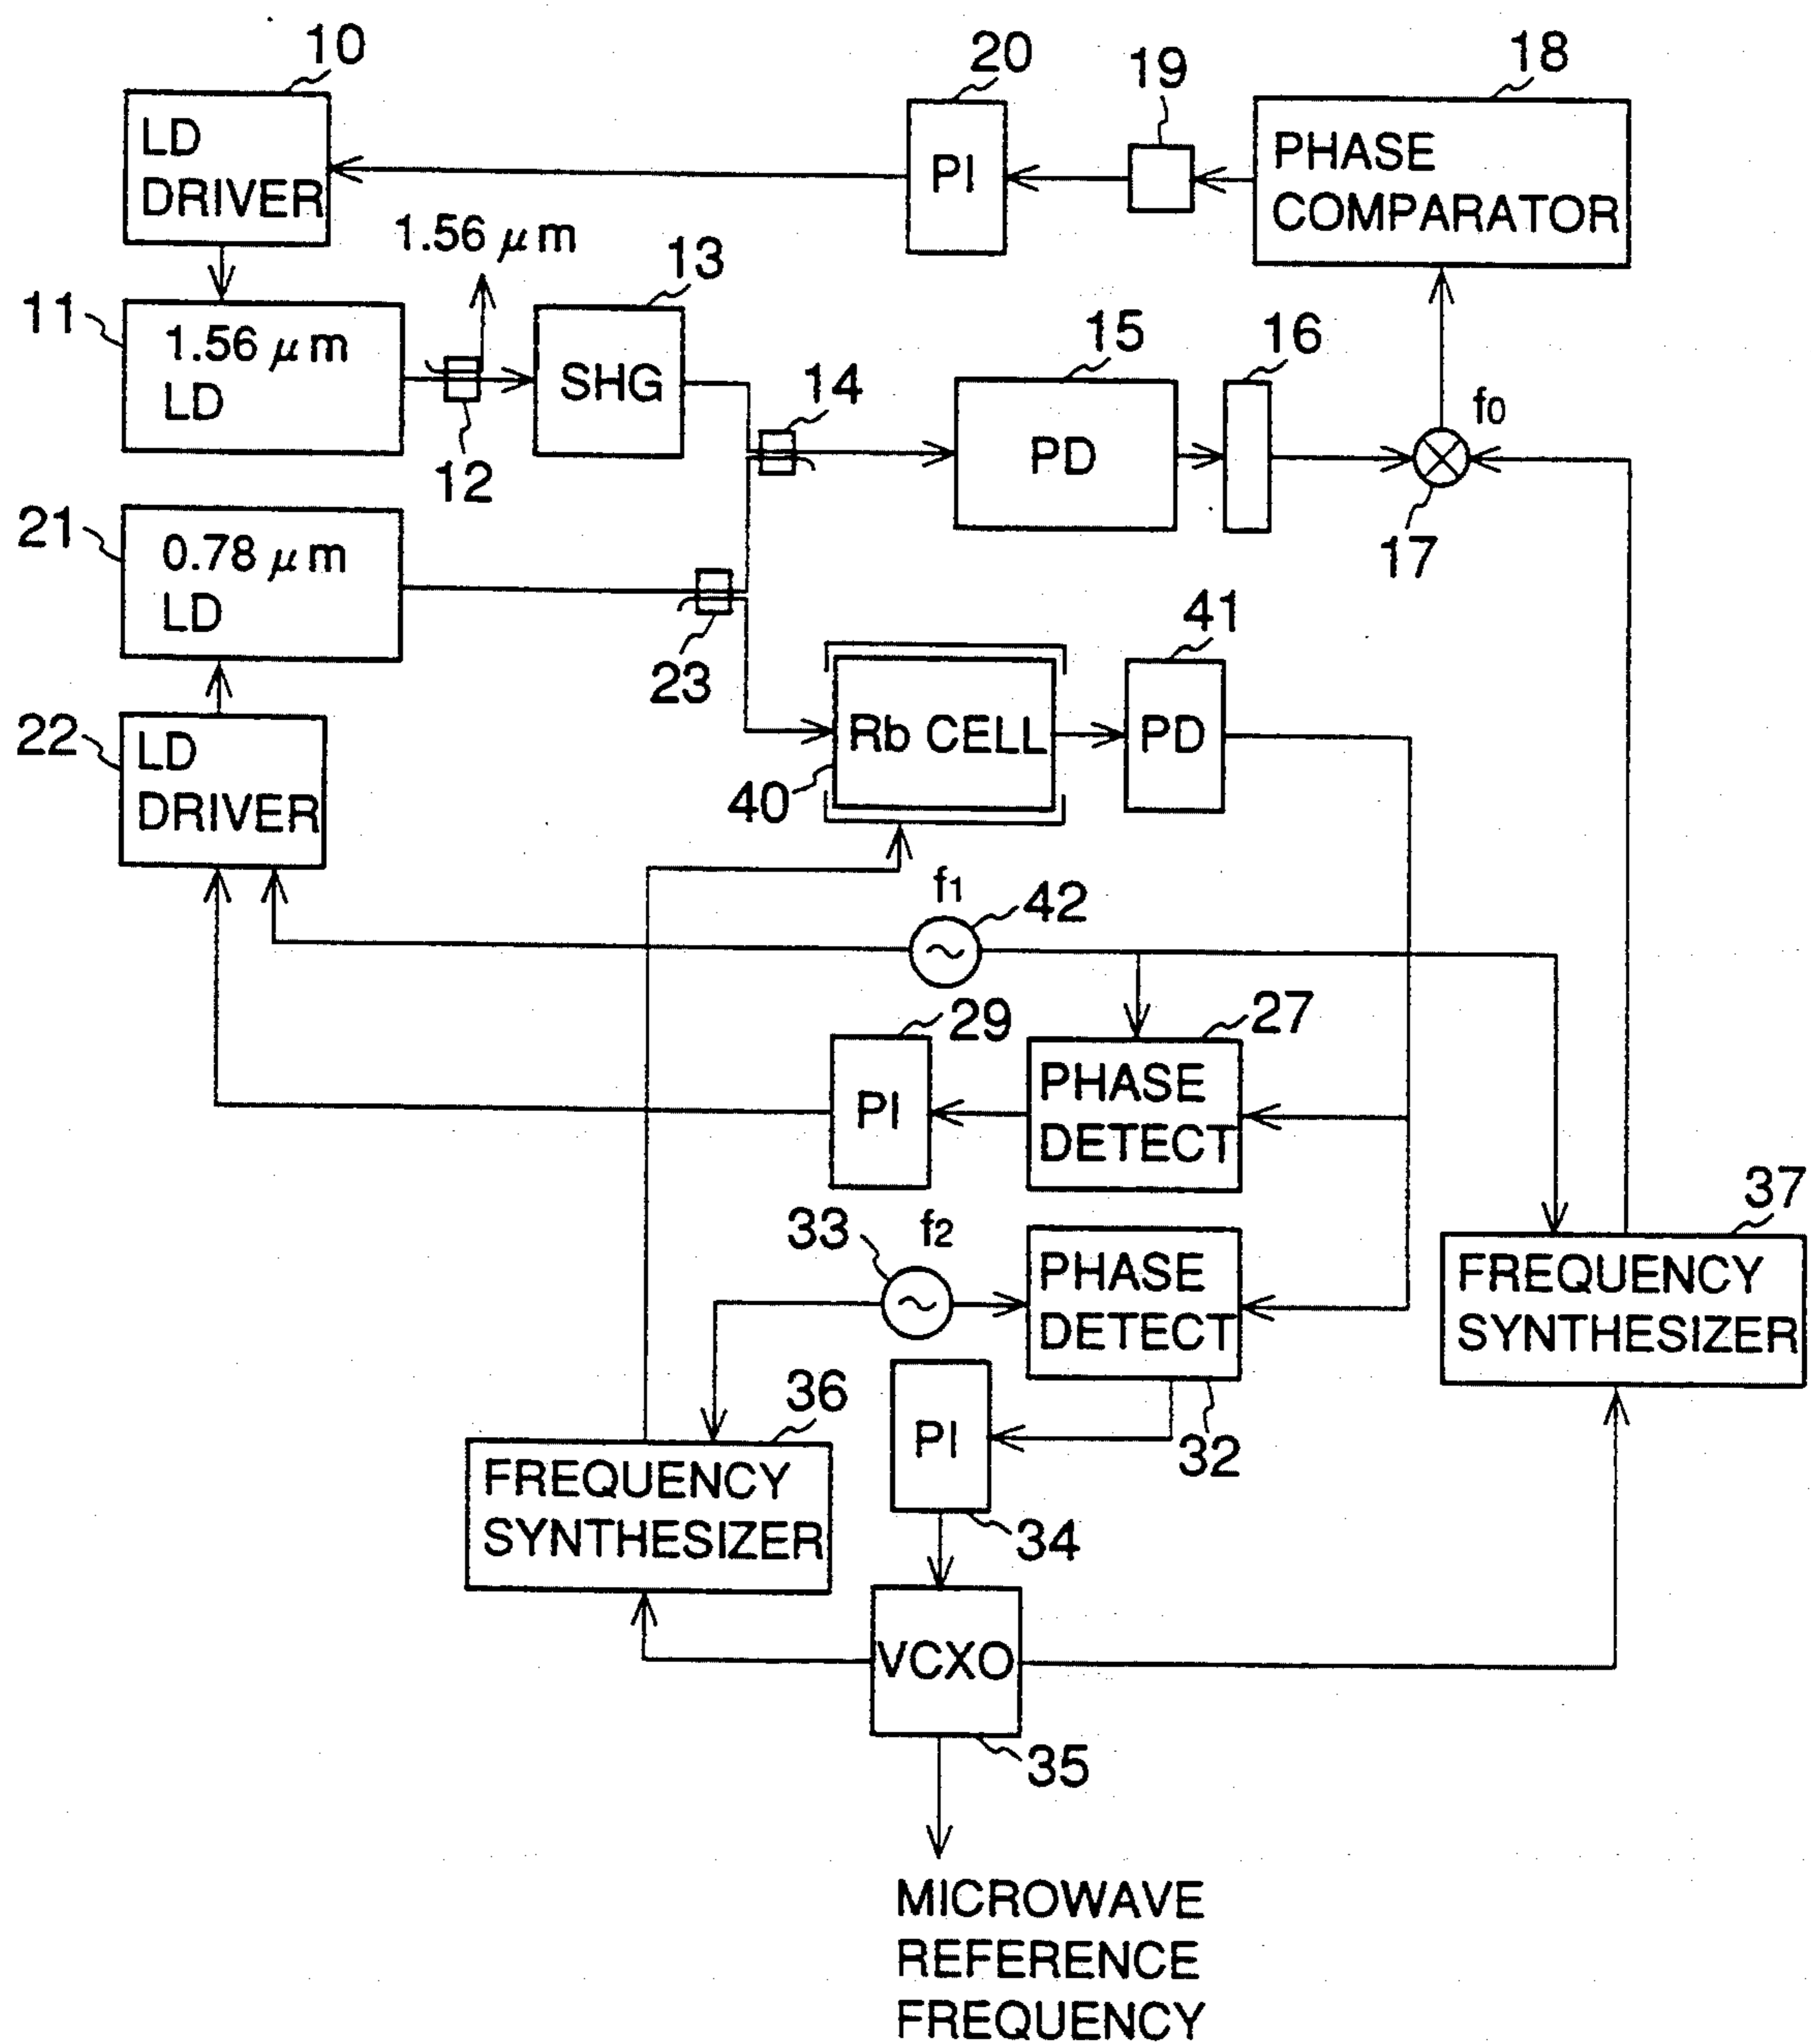 10
20
19
18
LD
DRIVER
PI
PHASE
COMPARATOR
1.56 μm
13
11
1.56 μm
LD
12
SHG
14
15
PD
16
f0
17
21
0.78 μm
LD
23
41
22
LD
DRIVER
Rb CELL
40
PD
f1
42
29
27
PI
PHASE
DETECT
37
33
f2
PHASE
DETECT
FREQUENCY
SYNTHESIZER
36
PI
32
FREQUENCY
SYNTHESIZER
34
VCXO
35
MICROWAVE
REFERENCE
FREQUENCY